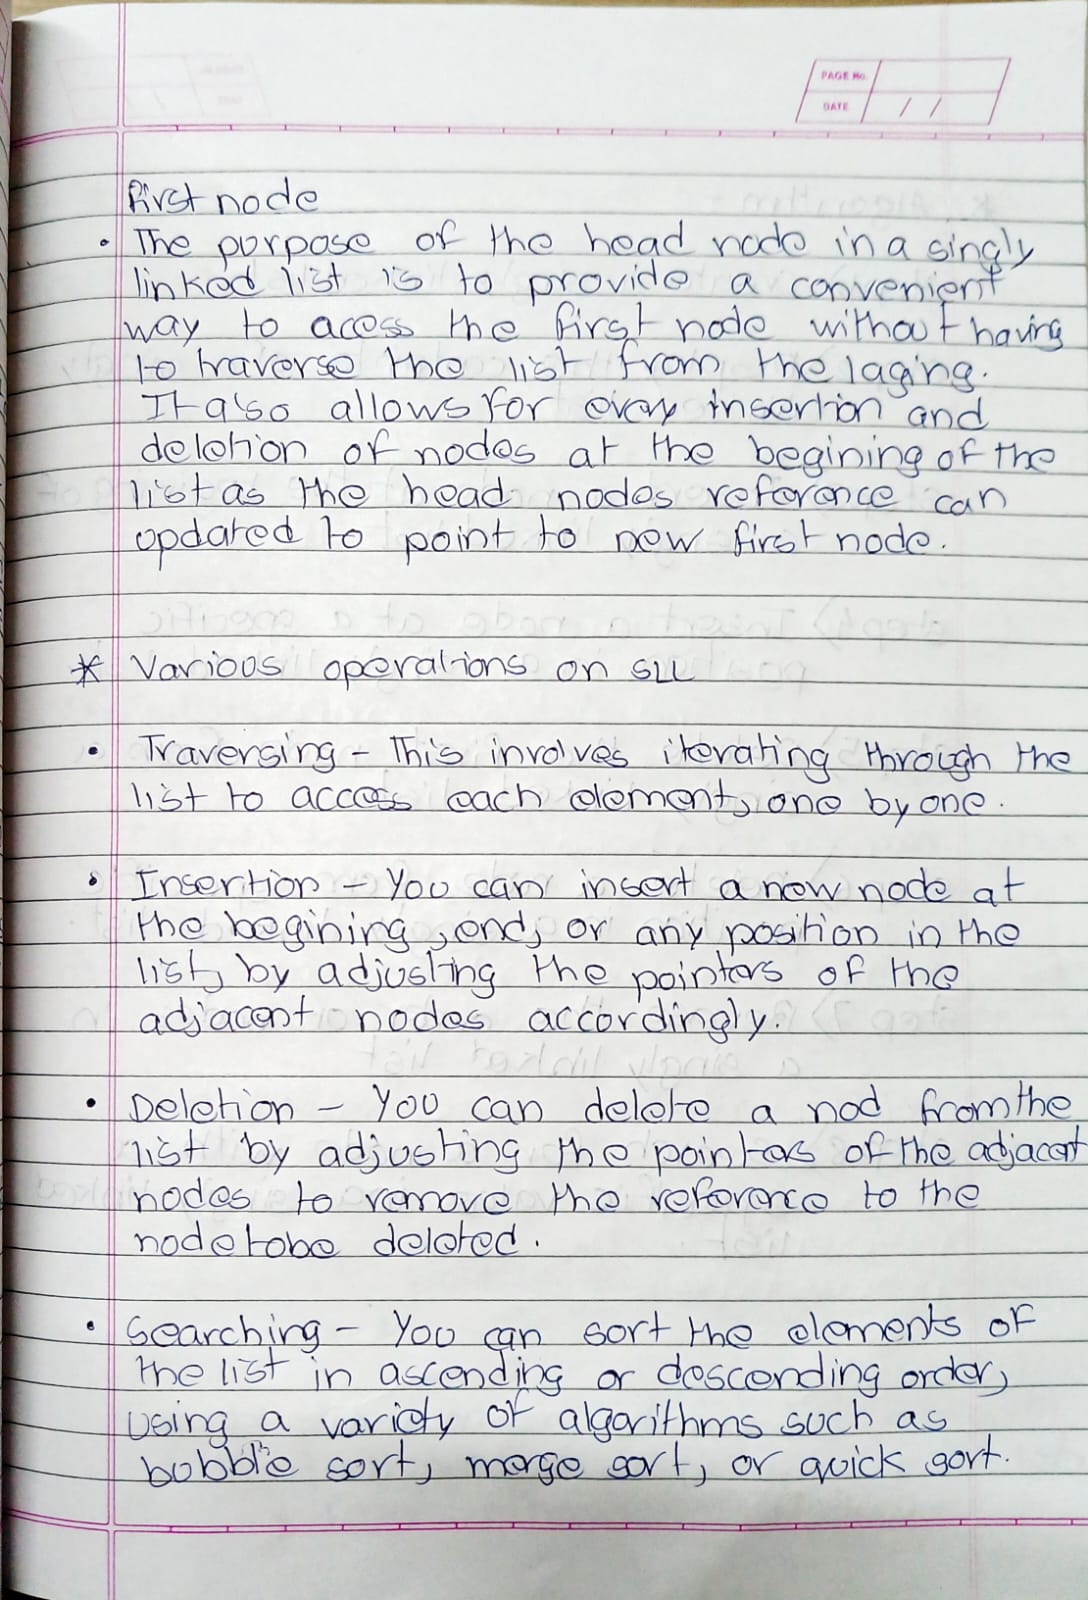 PAGE No.
DATE / /
first node
• The purpose of the head node in a singly
linked list is to provide a convenient
way to acess the first node without having
to traverse the list from the laging.
It also allows for every insertion and
deletion of nodes at the begining of the
list as the head nodes reference can
updated to point to new first node.
* Various operations on SLL
• Traversing - This involves iterating through the
list to access each element, one by one.
• Insertion - You can insert a new node at
the begining, end, or any position in the
list, by adjusting the pointers of the
adjacent nodes accordingly.
• Deletion - You can delete a nod from the
list by adjusting the pointers of the adjacent
nodes to remove the reference to the
node to be deleted.
• Searching - You can sort the elements of
the list in ascending or descending order,
using a variety of algorithms such as
bubble sort, merge sort, or quick sort.